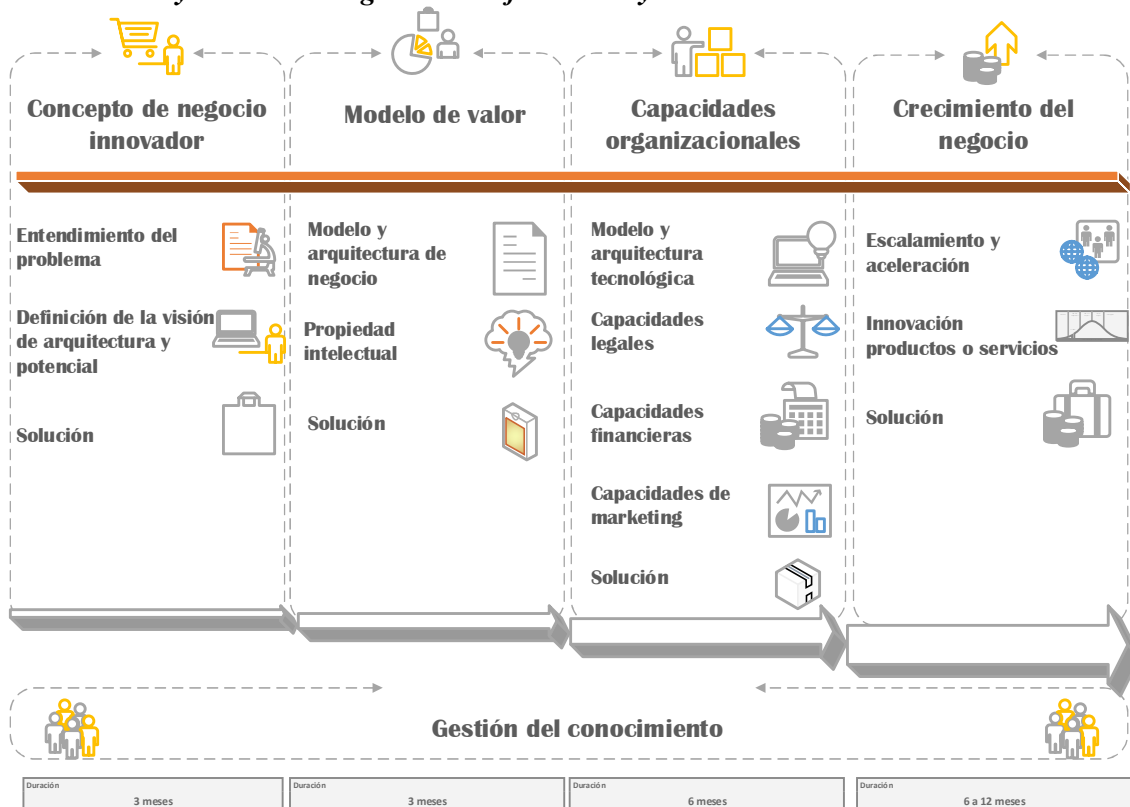 Concepto de negocio
innovador
Modelo de valor
Capacidades
organizacionales
Crecimiento del
negocio
Entendimiento del
problema
Definición de la visión
de arquitectura y
potencial
Solución
Modelo y
arquitectura de
negocio
Propiedad
intelectual
Solución
Modelo y
arquitectura
tecnológica
Capacidades
legales
Capacidades
financieras
Capacidades de
marketing
Solución
Escalamiento y
aceleración
Innovación
productos o servicios
Solución
Gestión del conocimiento
Duración
3 meses
Duración
3 meses
Duración
6 meses
Duración
6 a 12 meses